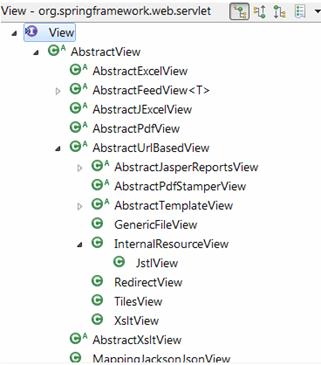 View - org.springframework.web.servlet
View
AbstractView
AbstractExcelView
AbstractFeedView<T>
AbstractJExcelView
AbstractPdfView
AbstractUrlBasedView
AbstractJasperReportsView
AbstractPdfStamperView
AbstractTemplateView
GenericFileView
InternalResourceView
JstlView
RedirectView
TilesView
XsltView
AbstractXsltView
MappingJacksonJsonView